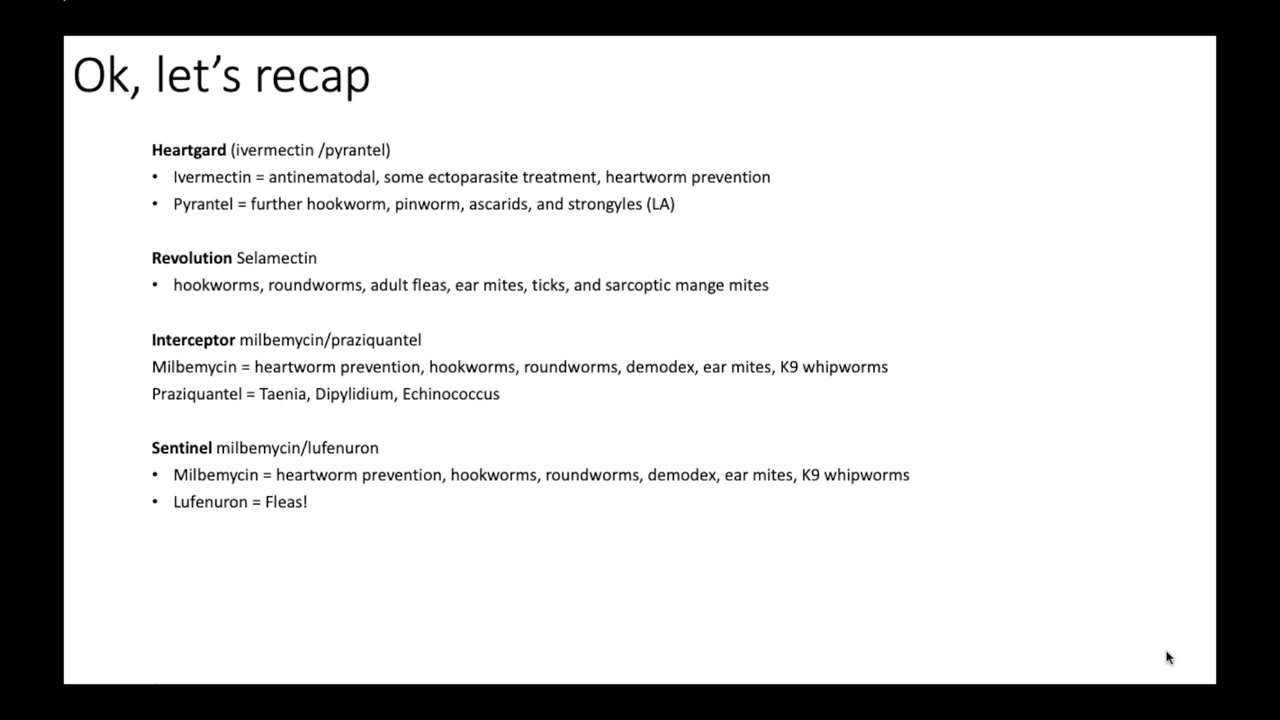 Ok, let’s recap
Heartgard (ivermectin /pyrantel)
• Ivermectin = antinematodal, some ectoparasite treatment, heartworm prevention
• Pyrantel = further hookworm, pinworm, ascarids, and strongyles (LA)
Revolution Selamectin
• hookworms, roundworms, adult fleas, ear mites, ticks, and sarcoptic mange mites
Interceptor milbemycin/praziquantel
Milbemycin = heartworm prevention, hookworms, roundworms, demodex, ear mites, K9 whipworms
Praziquantel = Taenia, Dipylidium, Echinococcus
Sentinel milbemycin/lufenuron
• Milbemycin = heartworm prevention, hookworms, roundworms, demodex, ear mites, K9 whipworms
• Lufenuron = Fleas!